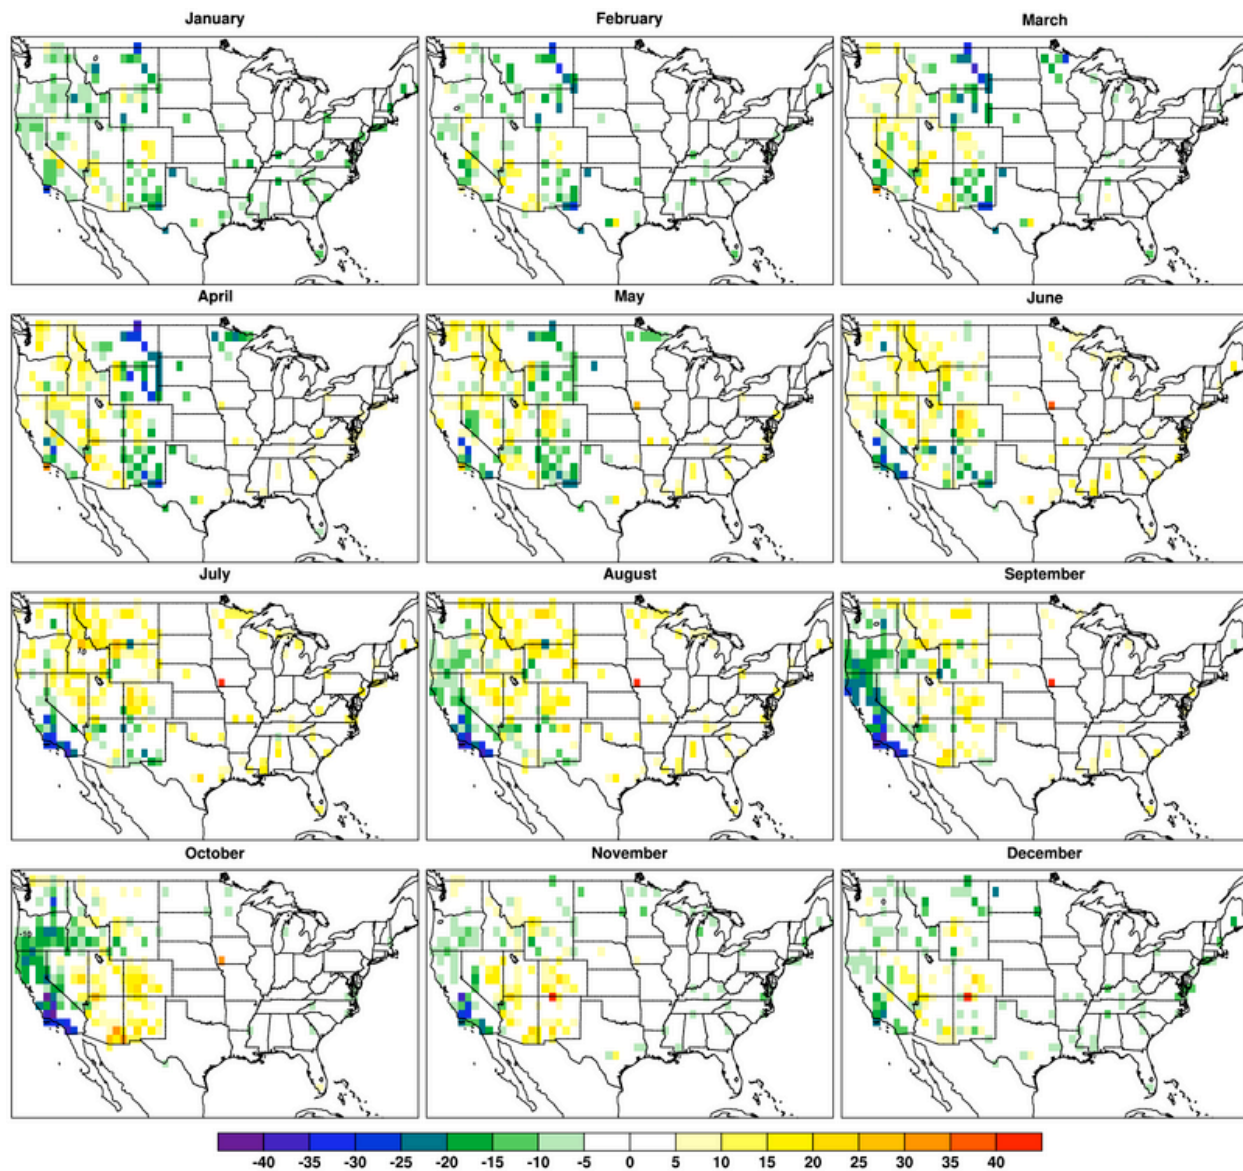 January February March
April May June
July August September
October November December
-40 -35 -30 -25 -20 -15 -10 -5 0 5 10 15 20 25 30 35 40